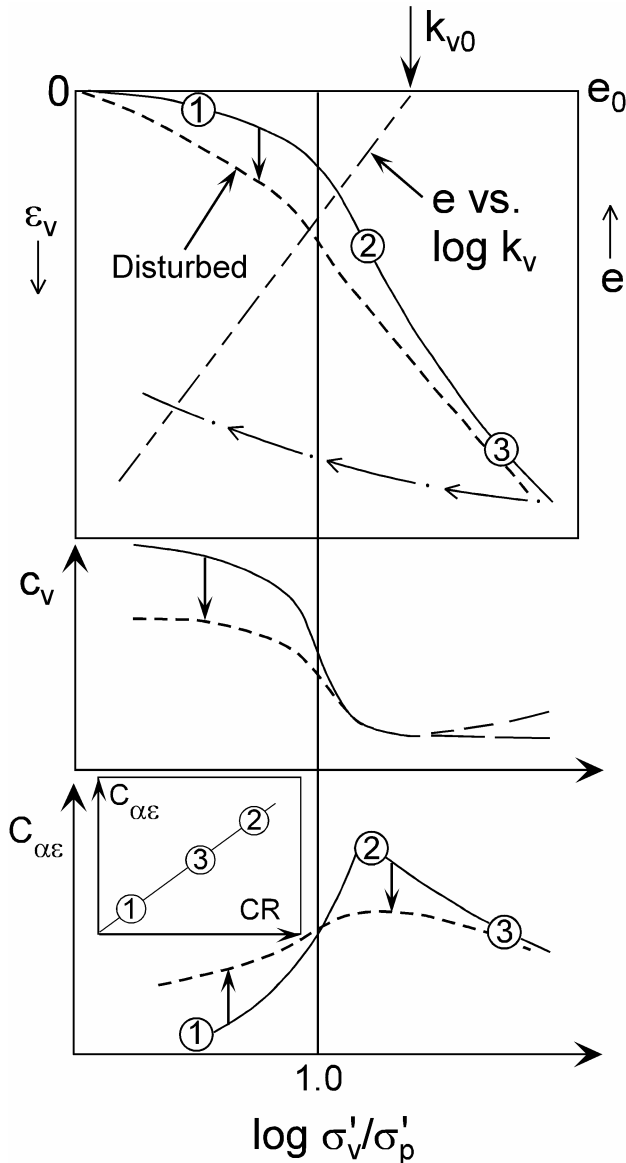 k_v0
0
e_0
①
ε_v
↓
Disturbed
②
e vs.
log k_v
↑
e
③
c_v
C_αε
C_αε
②
③
①
CR
②
③
①
1.0
log σ'_v/σ'_p